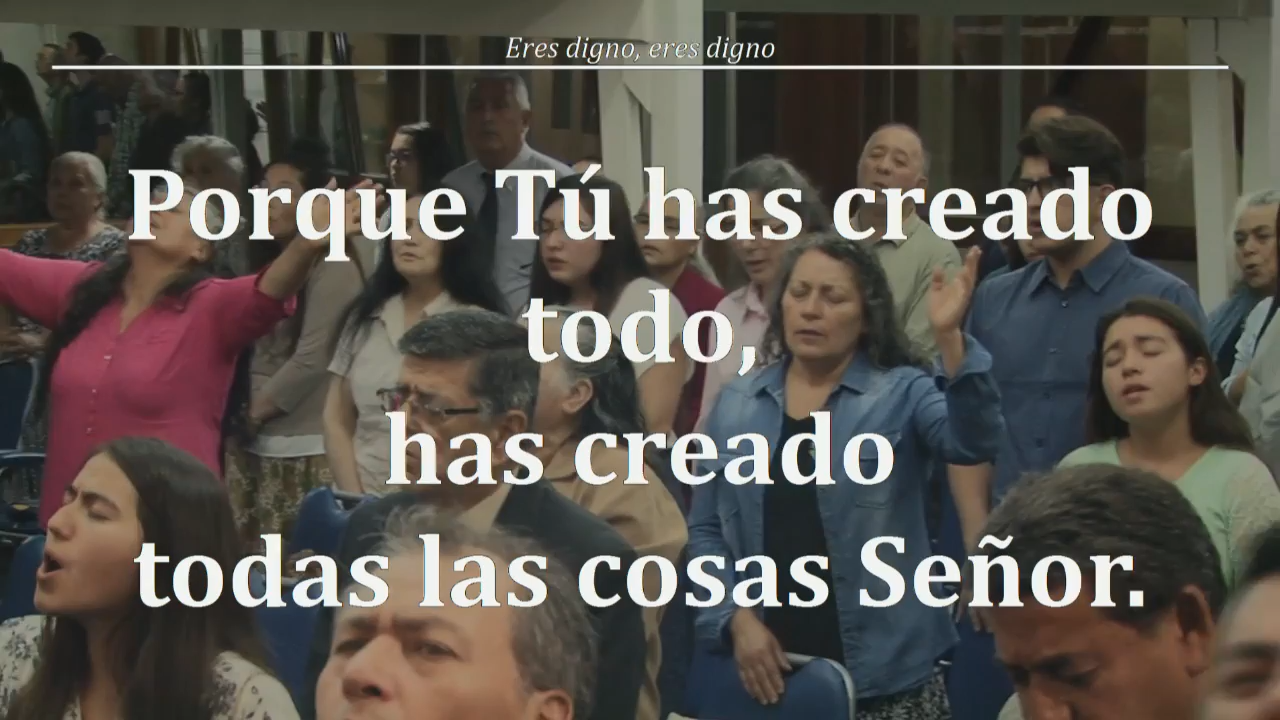 Eres digno, eres digno
Porque Tú has creado
todo,
has creado
todas las cosas Señor.